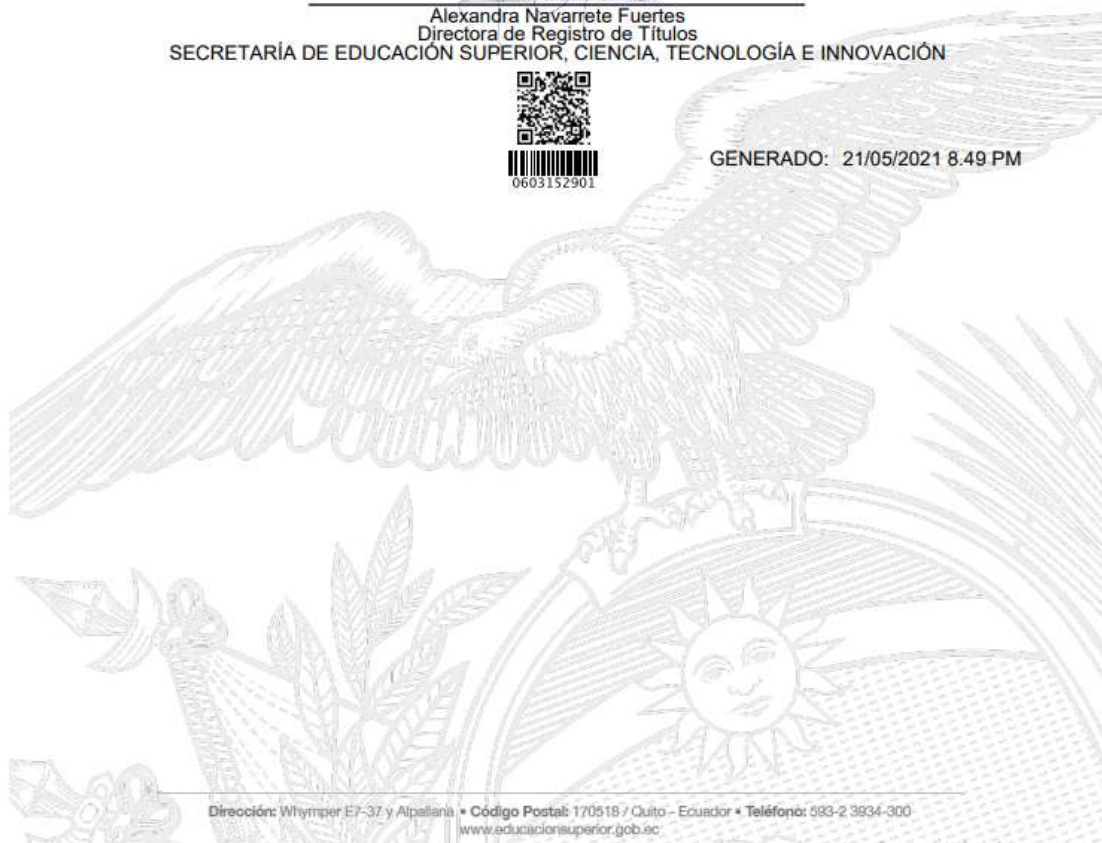 Alexandra Navarrete Fuertes
Directora de Registro de Títulos
SECRETARÍA DE EDUCACIÓN SUPERIOR, CIENCIA, TECNOLOGÍA E INNOVACIÓN
0603152901
GENERADO: 21/05/2021 8.49 PM
Dirección: Whymper E7-37 y Alpallana • Código Postal: 170518 / Quito - Ecuador • Teléfono: 593-2 3934-300
www.educacionsuperior.gob.ec